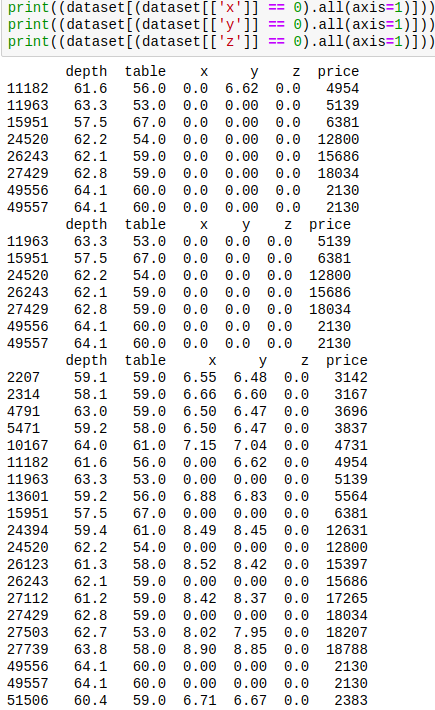 print((dataset[(dataset[['x']] == 0).all(axis=1)]))
print((dataset[(dataset[['y']] == 0).all(axis=1)]))
print((dataset[(dataset[['z']] == 0).all(axis=1)]))
depth table x y z price
11182 61.6 56.0 0.0 6.62 0.0 4954
11963 63.3 53.0 0.0 0.00 0.0 5139
15951 57.5 67.0 0.0 0.00 0.0 6381
24520 62.2 54.0 0.0 0.00 0.0 12800
26243 62.1 59.0 0.0 0.00 0.0 15686
27429 62.8 59.0 0.0 0.00 0.0 18034
49556 64.1 60.0 0.0 0.00 0.0 2130
49557 64.1 60.0 0.0 0.00 0.0 2130
depth table x y z price
11963 63.3 53.0 0.0 0.0 0.0 5139
15951 57.5 67.0 0.0 0.0 0.0 6381
24520 62.2 54.0 0.0 0.0 0.0 12800
26243 62.1 59.0 0.0 0.0 0.0 15686
27429 62.8 59.0 0.0 0.0 0.0 18034
49556 64.1 60.0 0.0 0.0 0.0 2130
49557 64.1 60.0 0.0 0.0 0.0 2130
depth table x y z price
2207 59.1 59.0 6.55 6.48 0.0 3142
2314 58.1 59.0 6.66 6.60 0.0 3167
4791 63.0 59.0 6.50 6.47 0.0 3696
5471 59.2 58.0 6.50 6.47 0.0 3837
10167 64.0 61.0 7.15 7.04 0.0 4731
11182 61.6 56.0 0.00 6.62 0.0 4954
11963 63.3 53.0 0.00 0.00 0.0 5139
13601 59.2 56.0 6.88 6.83 0.0 5564
15951 57.5 67.0 0.00 0.00 0.0 6381
24394 59.4 61.0 8.49 8.45 0.0 12631
24520 62.2 54.0 0.00 0.00 0.0 12800
26123 61.3 58.0 8.52 8.42 0.0 15397
26243 62.1 59.0 0.00 0.00 0.0 15686
27112 61.2 59.0 8.42 8.37 0.0 17265
27429 62.8 59.0 0.00 0.00 0.0 18034
27503 62.7 53.0 8.02 7.95 0.0 18207
27739 63.8 58.0 8.90 8.85 0.0 18788
49556 64.1 60.0 0.00 0.00 0.0 2130
49557 64.1 60.0 0.00 0.00 0.0 2130
51506 60.4 59.0 6.71 6.67 0.0 2383